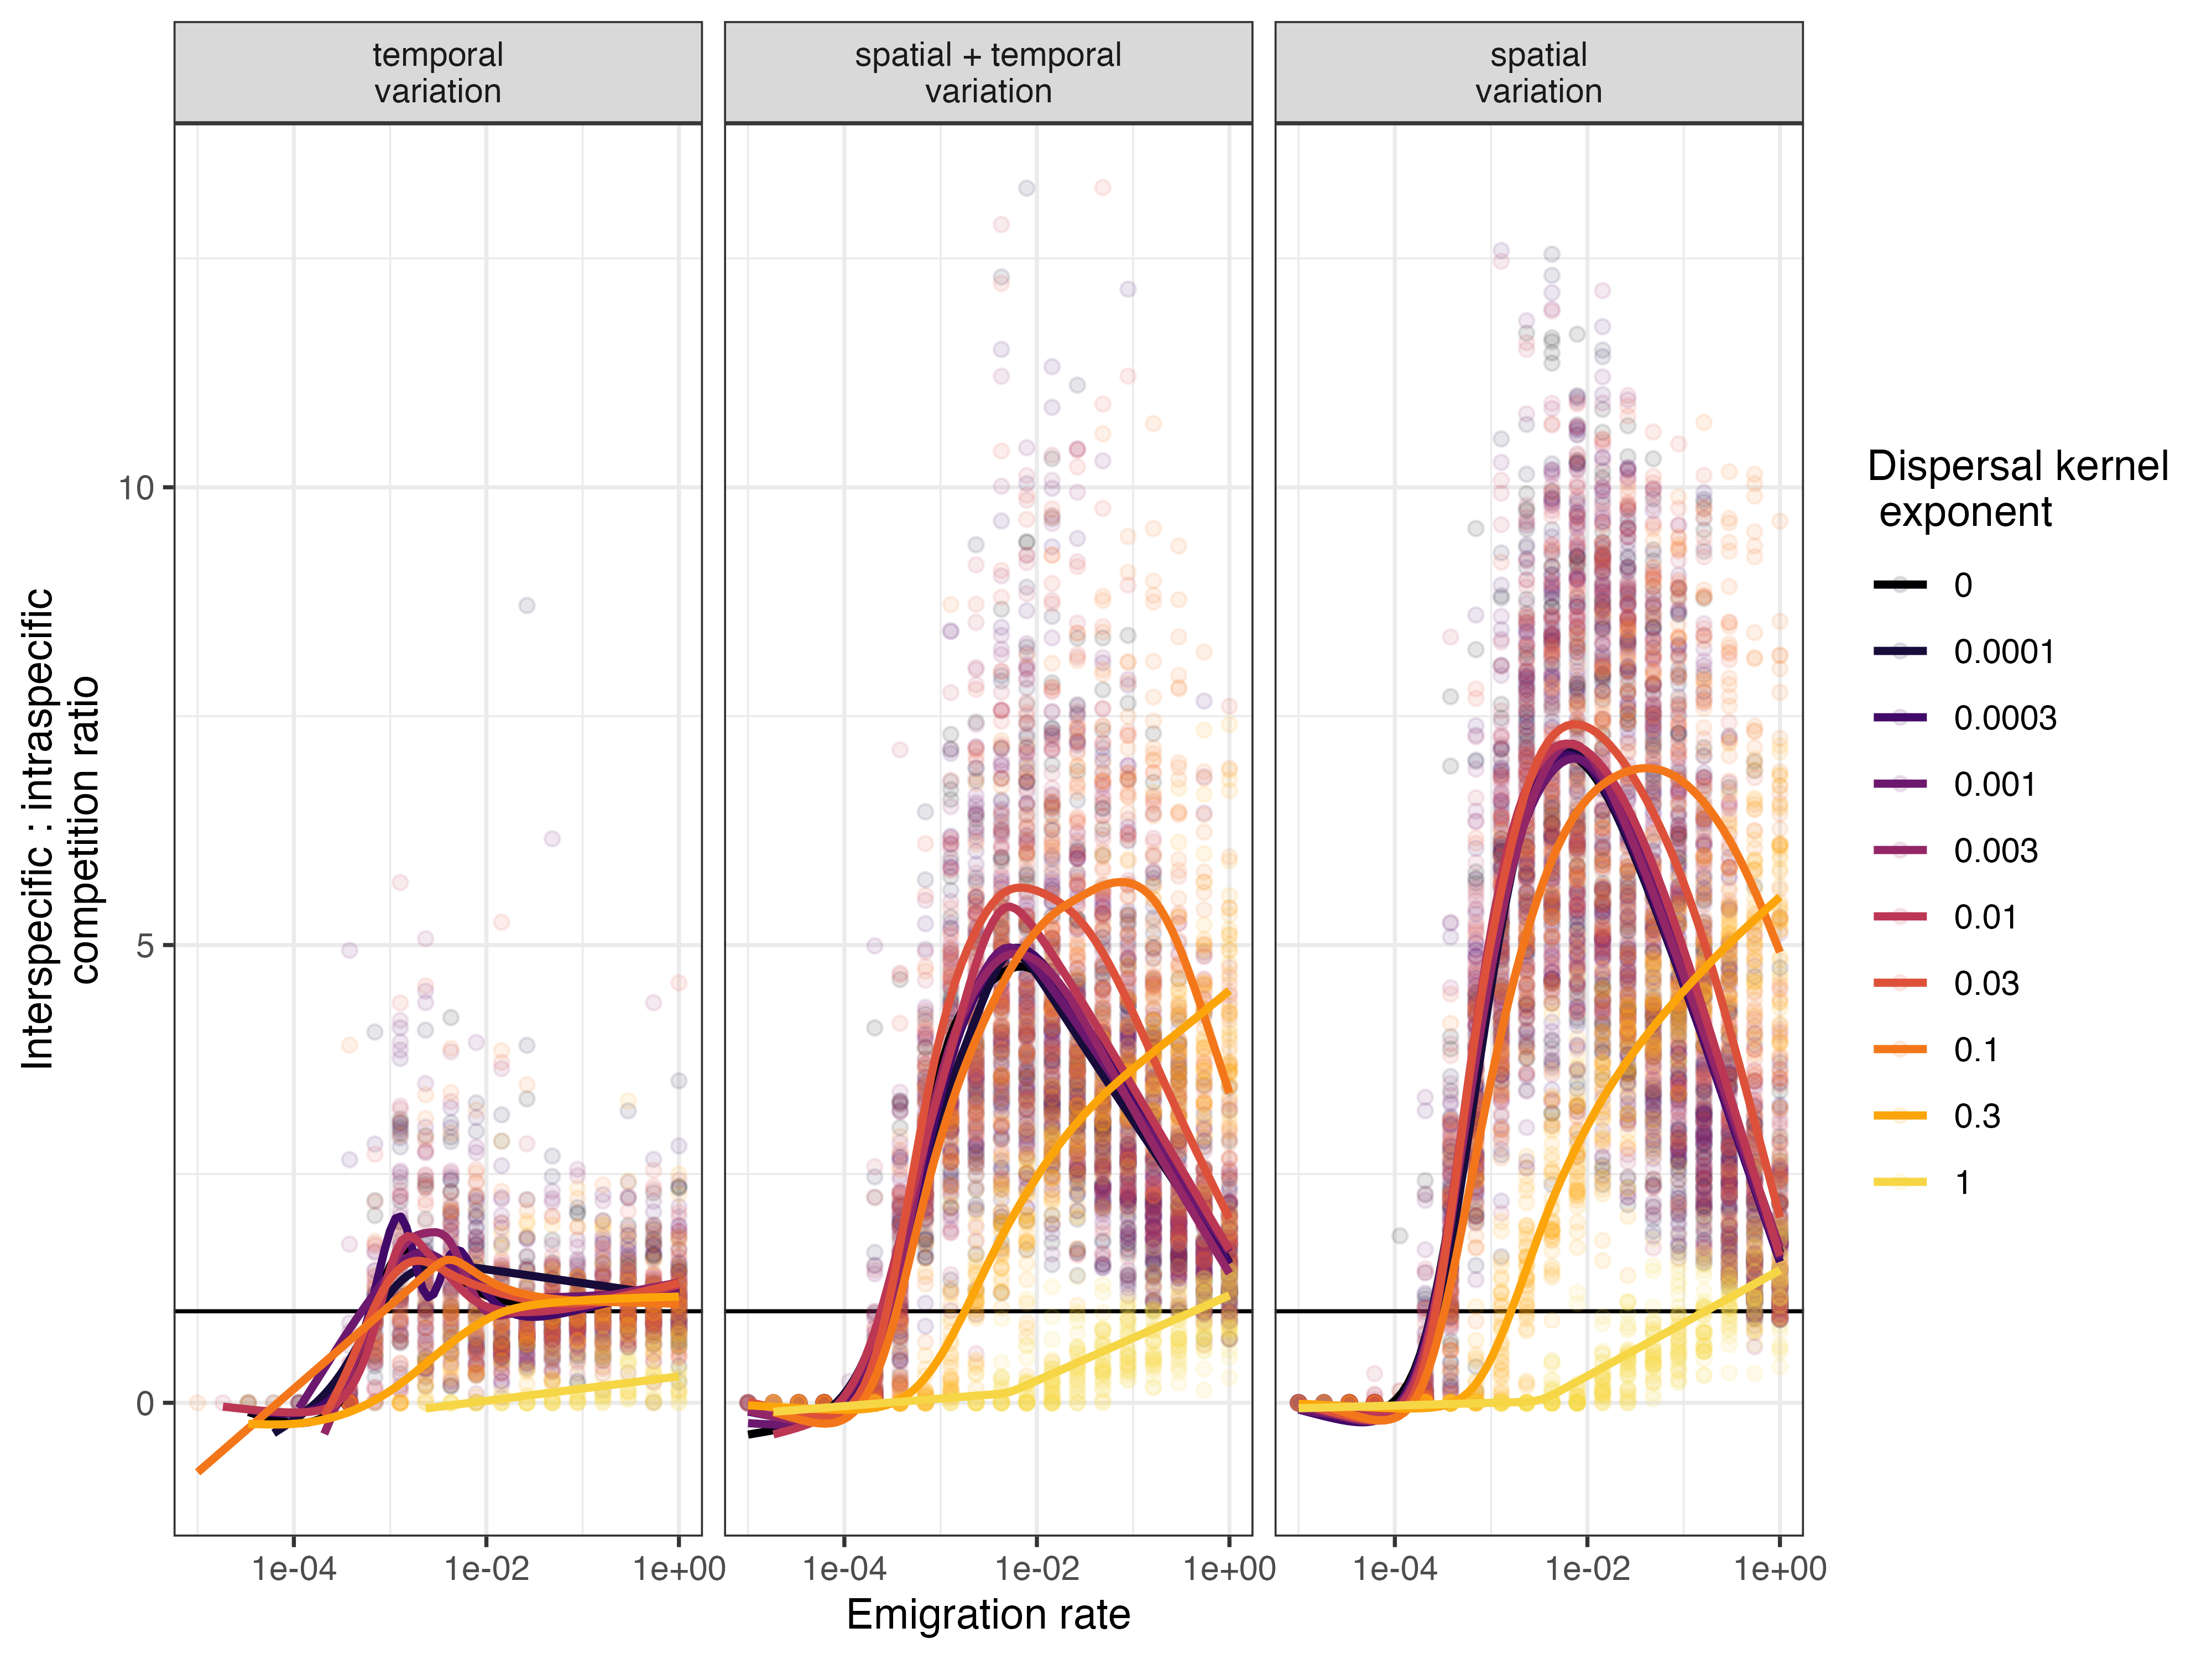 temporal
variation
spatial + temporal
variation
spatial
variation
10
5
0
Interspecific : intraspecific
competition ratio
1e-04
1e-02
1e+00
1e-04
1e-02
1e+00
1e-04
1e-02
1e+00
Emigration rate
Dispersal kernel
exponent
0
0.0001
0.0003
0.001
0.003
0.01
0.03
0.1
0.3
1